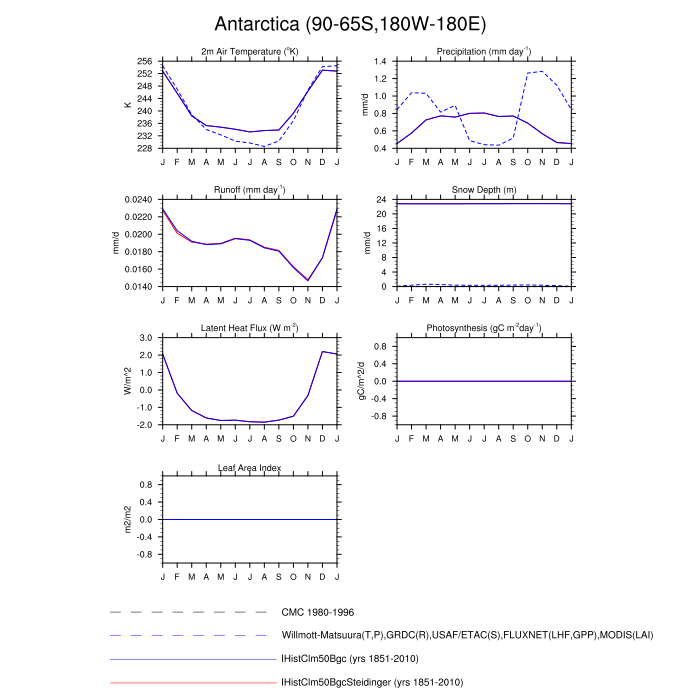 Antarctica (90-65S,180W-180E)
2m Air Temperature (°K)
256
252
248
244
240
236
232
228
K
J F M A M J J A S O N D J
Precipitation (mm day⁻¹)
1.4
1.2
1.0
0.8
0.6
0.4
mm/d
J F M A M J J A S O N D J
Runoff (mm day⁻¹)
0.0240
0.0220
0.0200
0.0180
0.0160
0.0140
mm/d
J F M A M J J A S O N D J
Snow Depth (m)
24
20
16
12
8
4
0
mm/d
J F M A M J J A S O N D J
Latent Heat Flux (W m⁻²)
3.0
2.0
1.0
0.0
-1.0
-2.0
W/m^2
J F M A M J J A S O N D J
Photosynthesis (gC m⁻²day⁻¹)
0.8
0.4
0.0
-0.4
-0.8
gC/m^2/d
J F M A M J J A S O N D J
Leaf Area Index
0.8
0.4
0.0
-0.4
-0.8
m2/m2
J F M A M J J A S O N D J
CMC 1980-1996
Willmott-Matsuura(T,P),GRDC(R),USAF/ETAC(S),FLUXNET(LHF,GPP),MODIS(LAI)
IHistClm50Bgc (yrs 1851-2010)
IHistClm50BgcSteidinger (yrs 1851-2010)